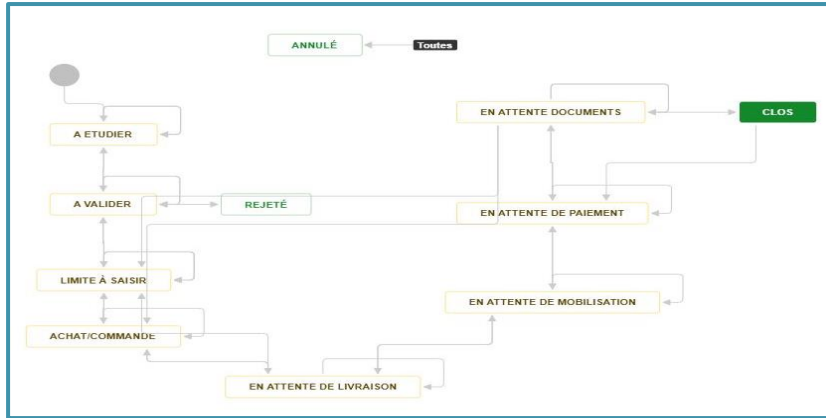 ANNULÉ
Toutes
EN ATTENTE DOCUMENTS
CLOS
A ETUDIER
A VALIDER
REJETÉ
EN ATTENTE DE PAIEMENT
LIMITE À SAISIR
EN ATTENTE DE MOBILISATION
ACHAT/COMMANDE
EN ATTENTE DE LIVRAISON